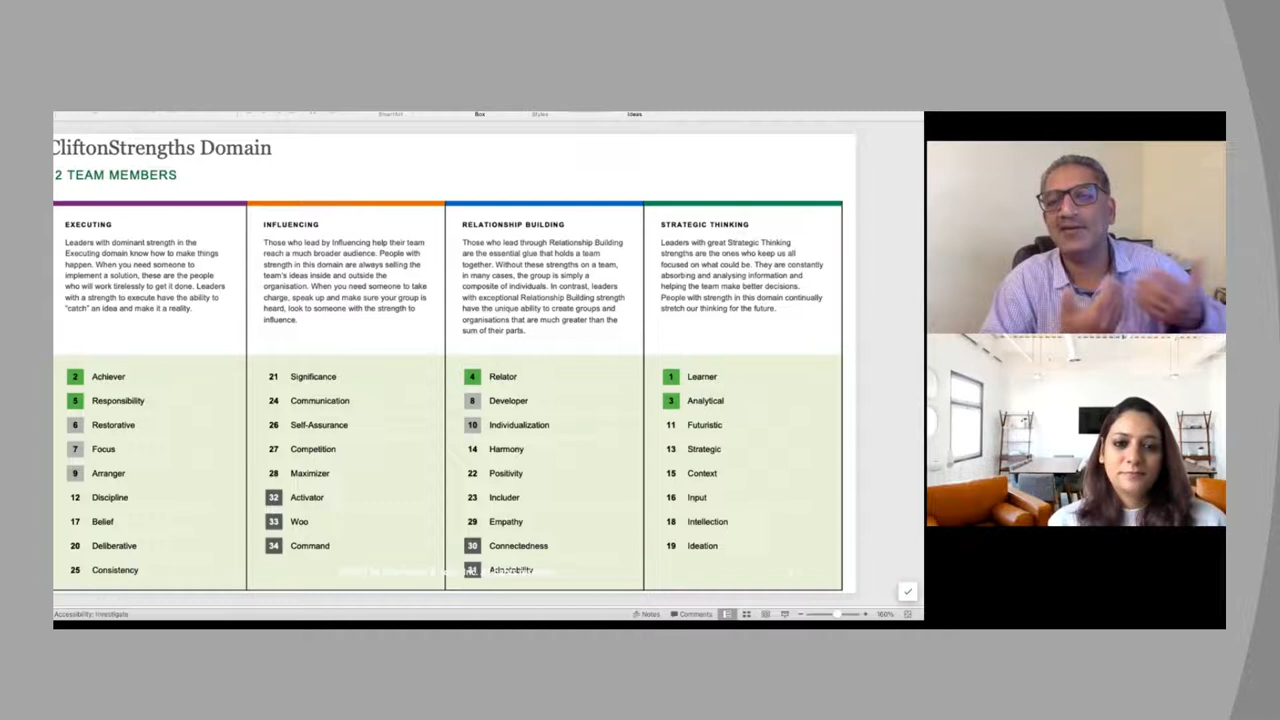 SmartArt Box Styles Ideas
CliftonStrengths Domain
2 TEAM MEMBERS
EXECUTING
Leaders with dominant strength in the
Executing domain know how to make things
happen. When you need someone to
implement a solution, these are the people
who will work tirelessly to get it done. Leaders
with a strength to execute have the ability to
“catch” an idea and make it a reality.
2 Achiever
5 Responsibility
6 Restorative
7 Focus
9 Arranger
12 Discipline
17 Belief
20 Deliberative
25 Consistency
INFLUENCING
Those who lead by Influencing help their team
reach a much broader audience. People with
strength in this domain are always selling the
team's ideas inside and outside the
organisation. When you need someone to take
charge, speak up and make sure your group is
heard, look to someone with the strength to
influence.
21 Significance
24 Communication
26 Self-Assurance
27 Competition
28 Maximizer
32 Activator
33 Woo
34 Command
RELATIONSHIP BUILDING
Those who lead through Relationship Building
are the essential glue that holds a team
together. Without these strengths on a team,
in many cases, the group is simply a
composite of individuals. In contrast, leaders
with exceptional Relationship Building strength
have the unique ability to create groups and
organisations that are much greater than the
sum of their parts.
4 Relator
8 Developer
10 Individualization
14 Harmony
22 Positivity
23 Includer
29 Empathy
30 Connectedness
31 Adaptability
STRATEGIC THINKING
Leaders with great Strategic Thinking
strengths are the ones who keep us all
focused on what could be. They are constantly
absorbing and analysing information and
helping the team make better decisions.
People with strength in this domain continually
stretch our thinking for the future.
1 Learner
3 Analytical
11 Futuristic
13 Strategic
15 Context
16 Input
18 Intellection
19 Ideation
Accessibility: Investigate
Notes Comments 160%